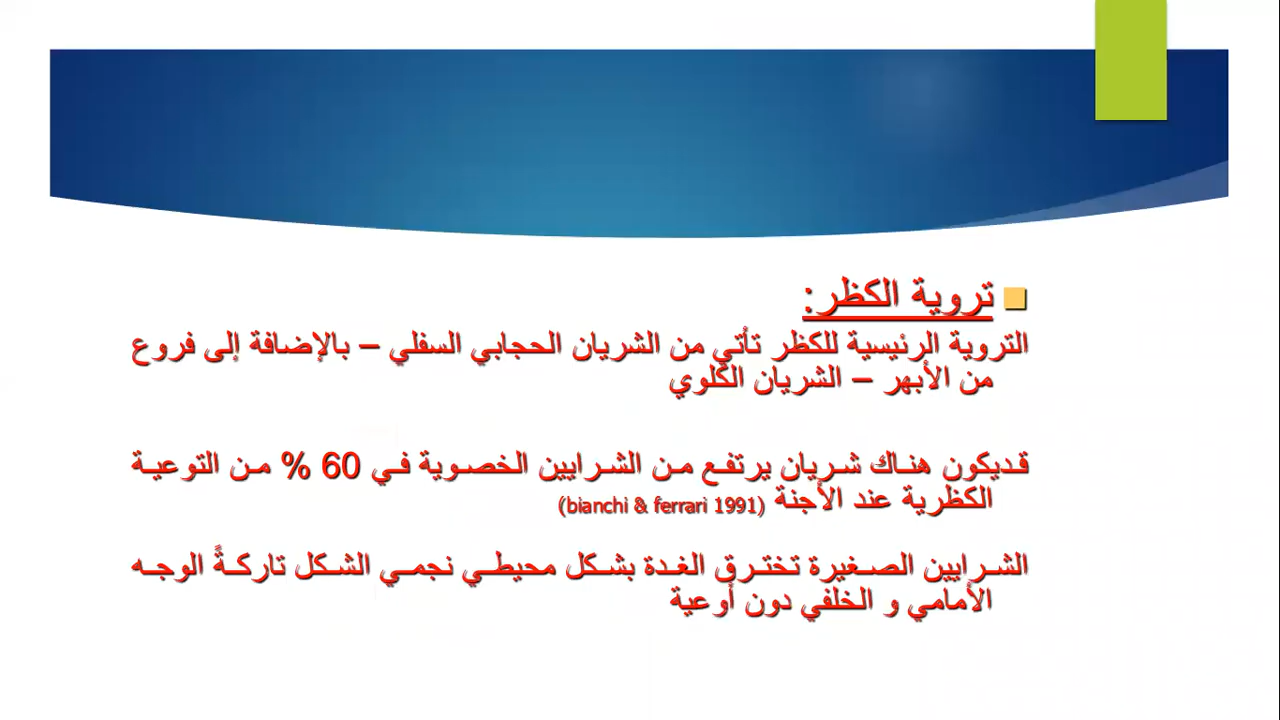 تروية الكظر:
التروية الرئيسية للكظر تأتي من الشريان الحجابي السفلي – بالإضافة إلى فروع
من الأبهر – الشريان الكلوي
قديكون هناك شريان يرتفع من الشرايين الخصوية في 60 % من التوعية
الكظرية عند الأجنة (bianchi & ferrari 1991)
الشرايين الصغيرة تخترق الغدة بشكل محيطي نجمي الشكل تاركةً الوجه
الأمامي و الخلفي دون أوعية